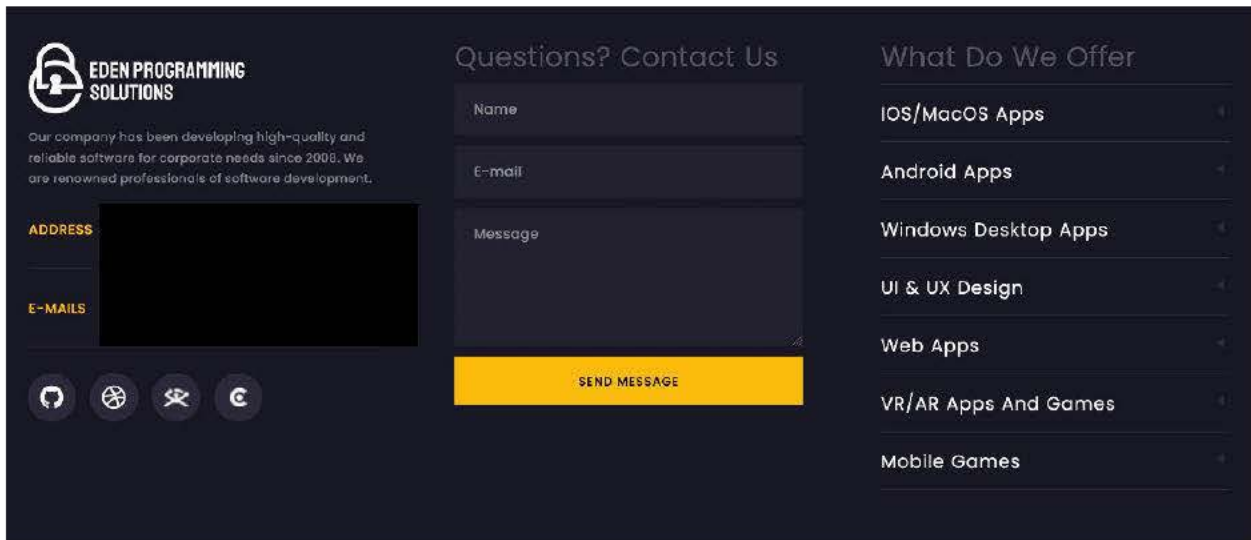 EDEN PROGRAMMING
SOLUTIONS
Our company has been developing high-quality and
reliable software for corporate needs since 2008. We
are renowned professionals of software development.
ADDRESS
E-MAILS
Questions? Contact Us
Name
E-mail
Message
SEND MESSAGE
What Do We Offer
IOS/MacOS Apps
Android Apps
Windows Desktop Apps
UI & UX Design
Web Apps
VR/AR Apps And Games
Mobile Games